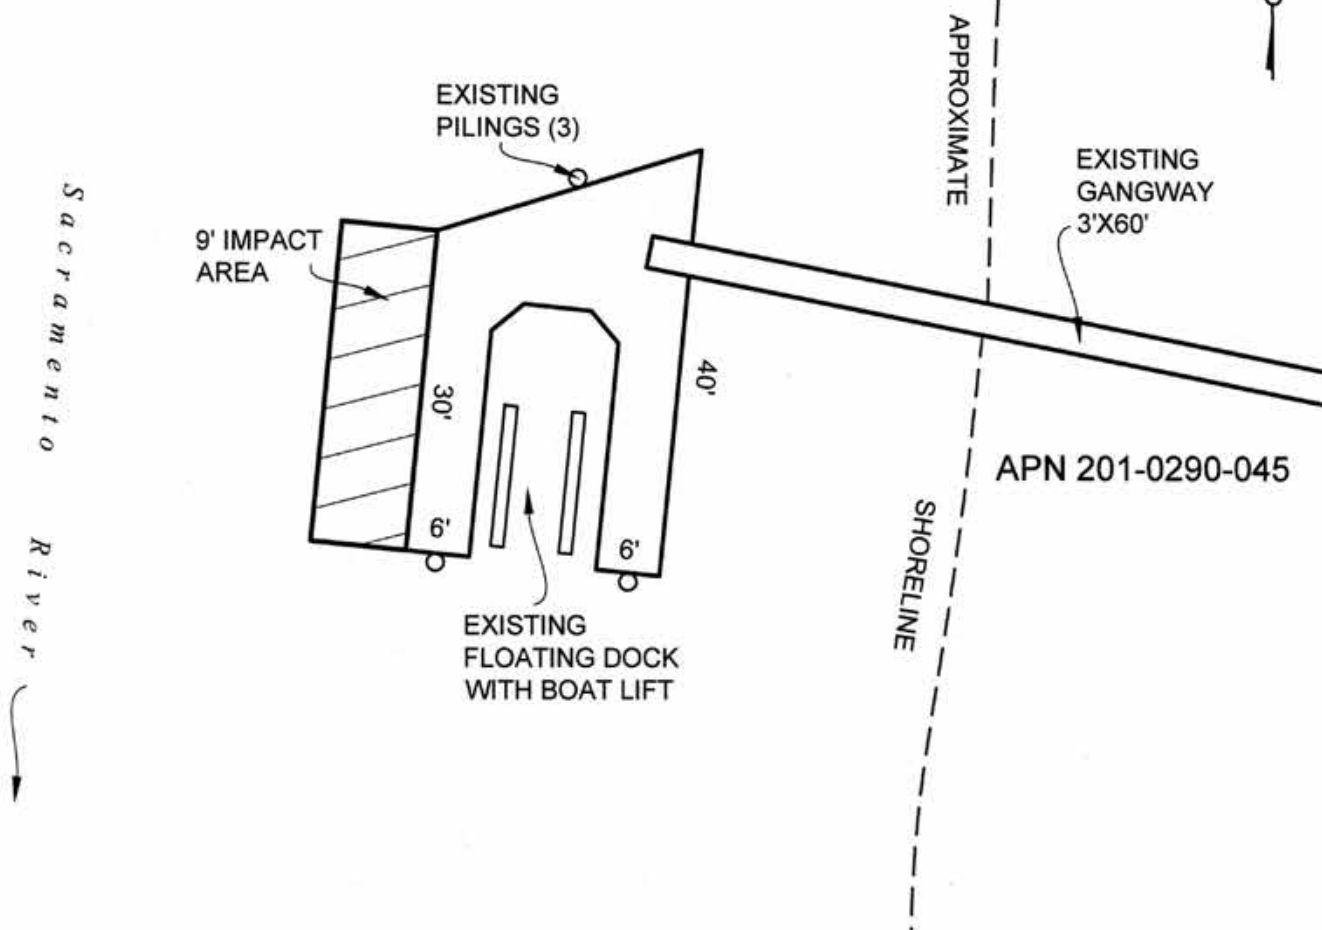 APPROXIMATE
EXISTING
PILINGS (3)
EXISTING
GANGWAY
3'X60'
9' IMPACT
AREA
Sacramento River
30'
40'
APN 201-0290-045
6'
6'
SHORELINE
EXISTING
FLOATING DOCK
WITH BOAT LIFT